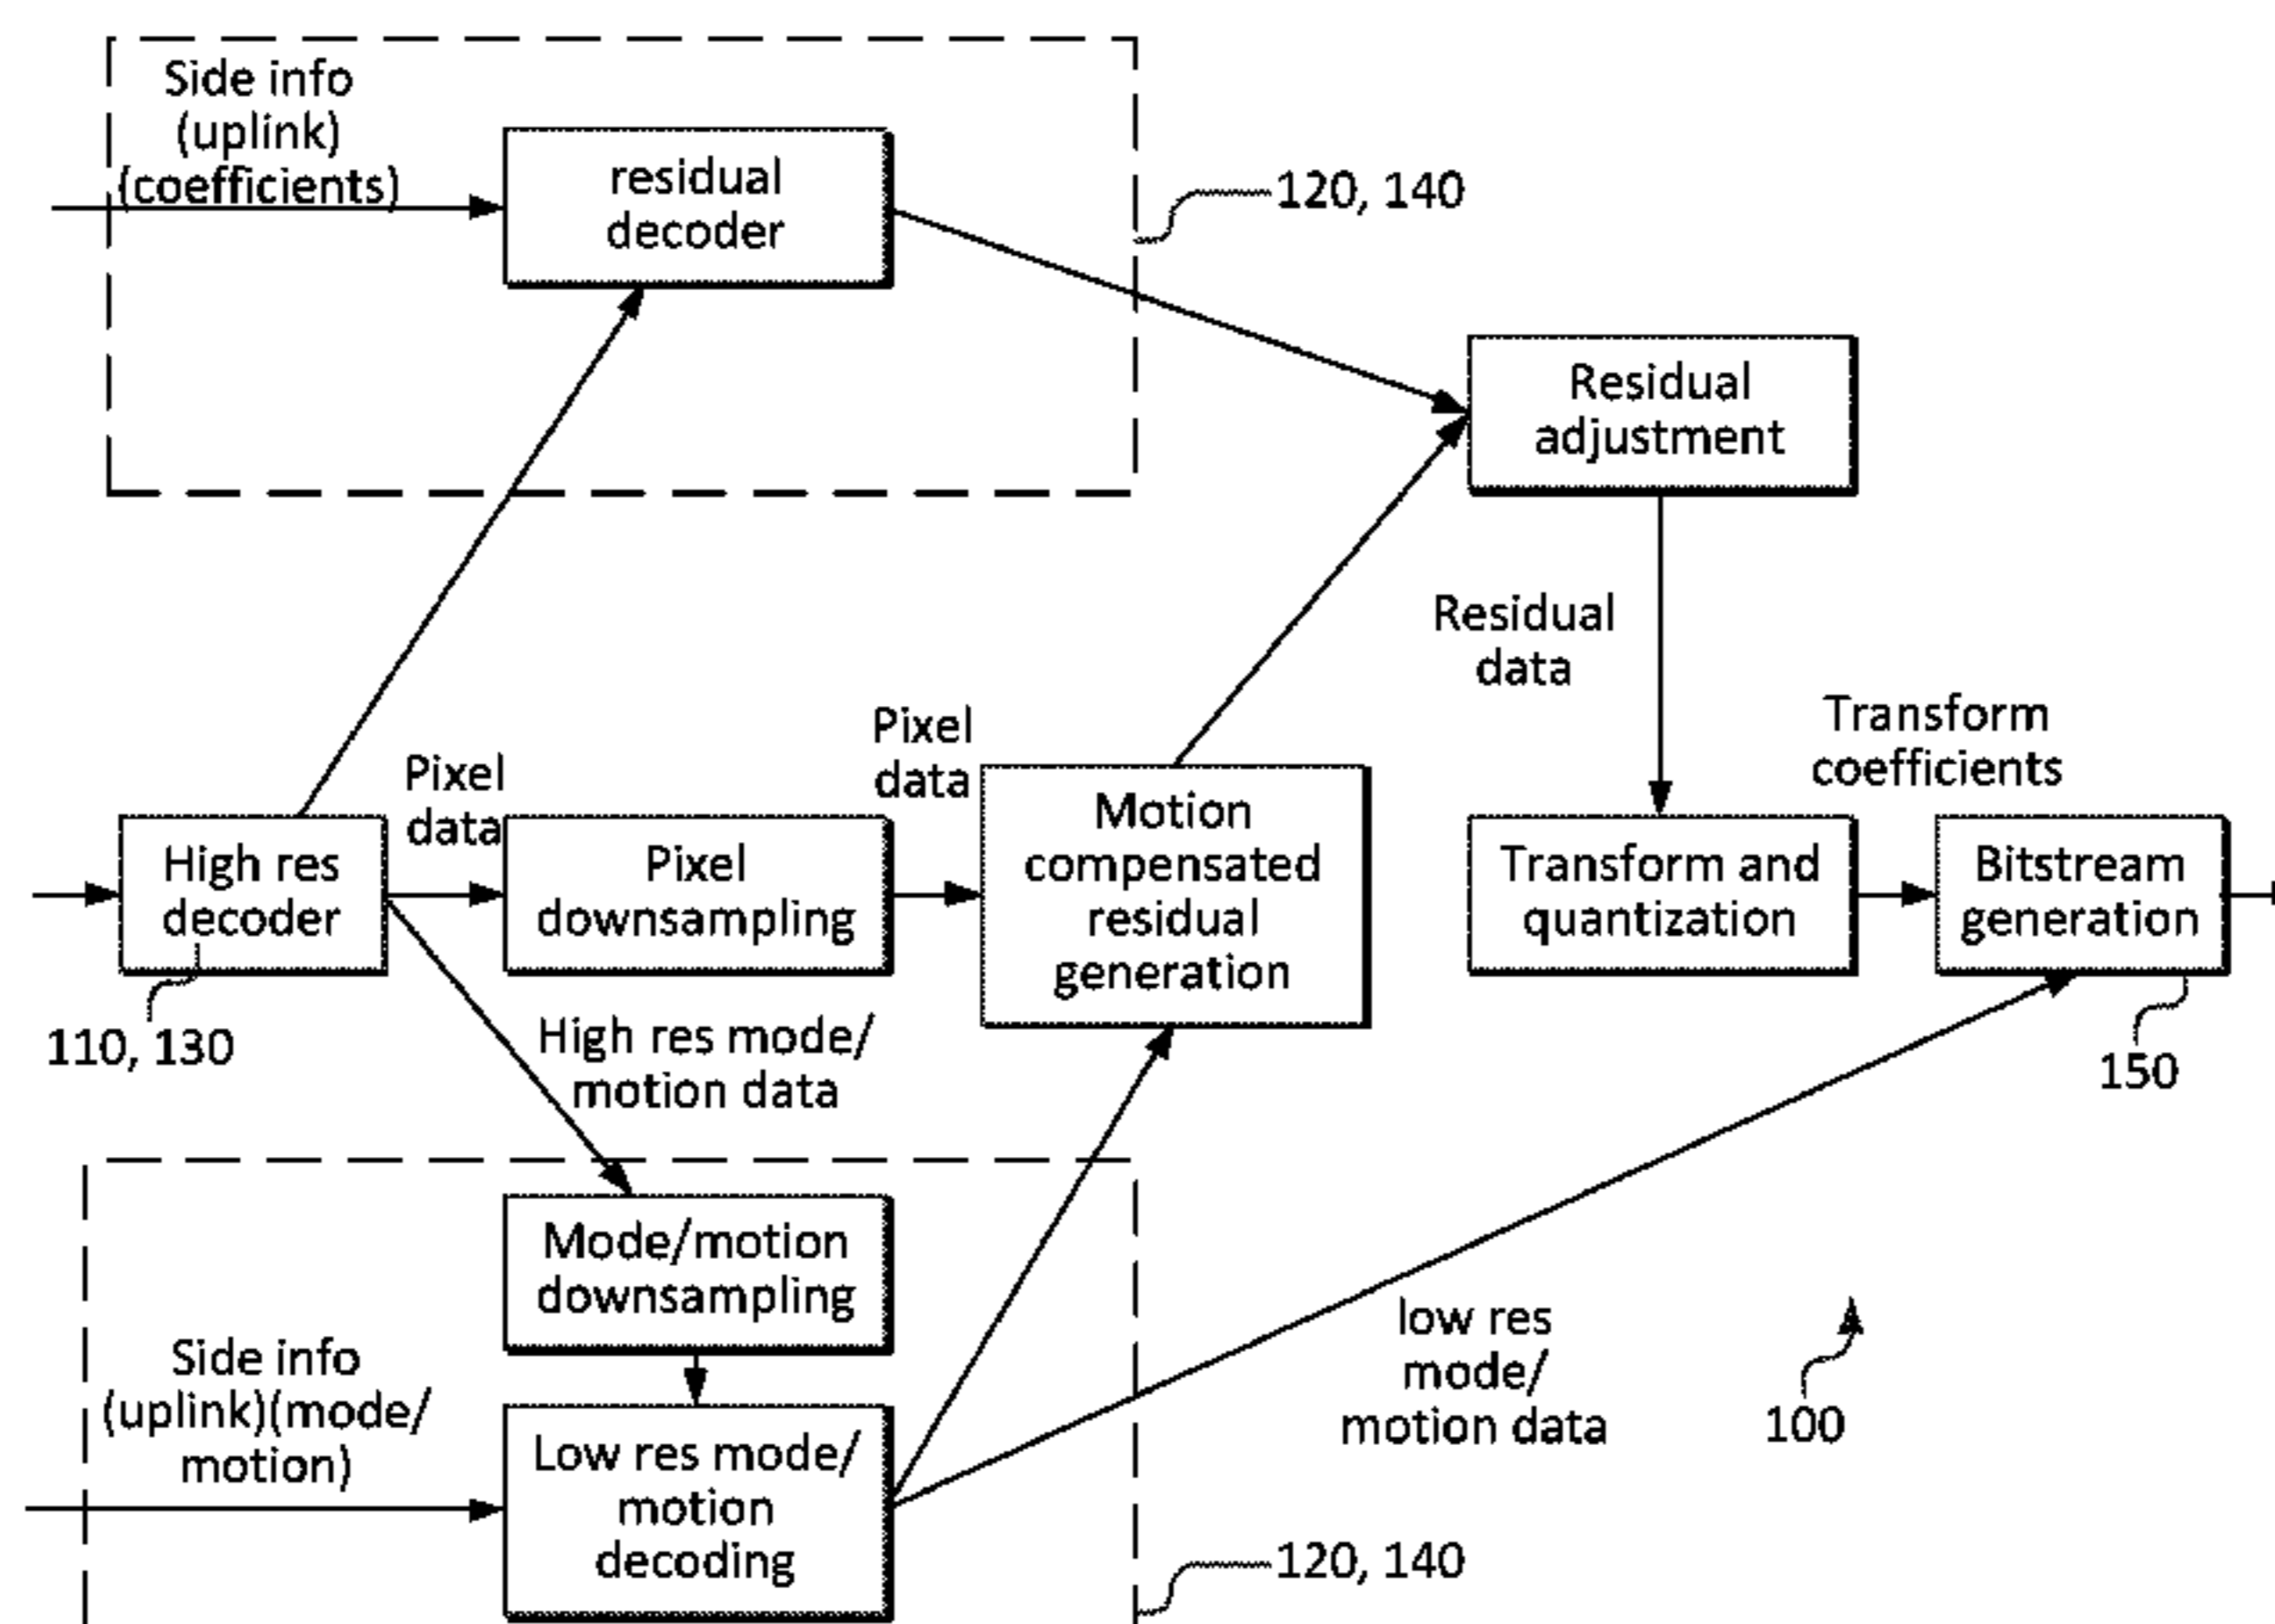 Side info
(uplink)
(coefficients)
residual
decoder
120, 140
Residual
adjustment
Residual
data
Transform
coefficients
Pixel
data
Pixel
data
High res
decoder
110, 130
Pixel
downsampling
Motion
compensated
residual
generation
Transform and
quantization
Bitstream
generation
150
High res mode/
motion data
Mode/motion
downsampling
Side info
(uplink)(mode/
motion)
Low res mode/
motion
decoding
low res
mode/
motion data
100
120, 140